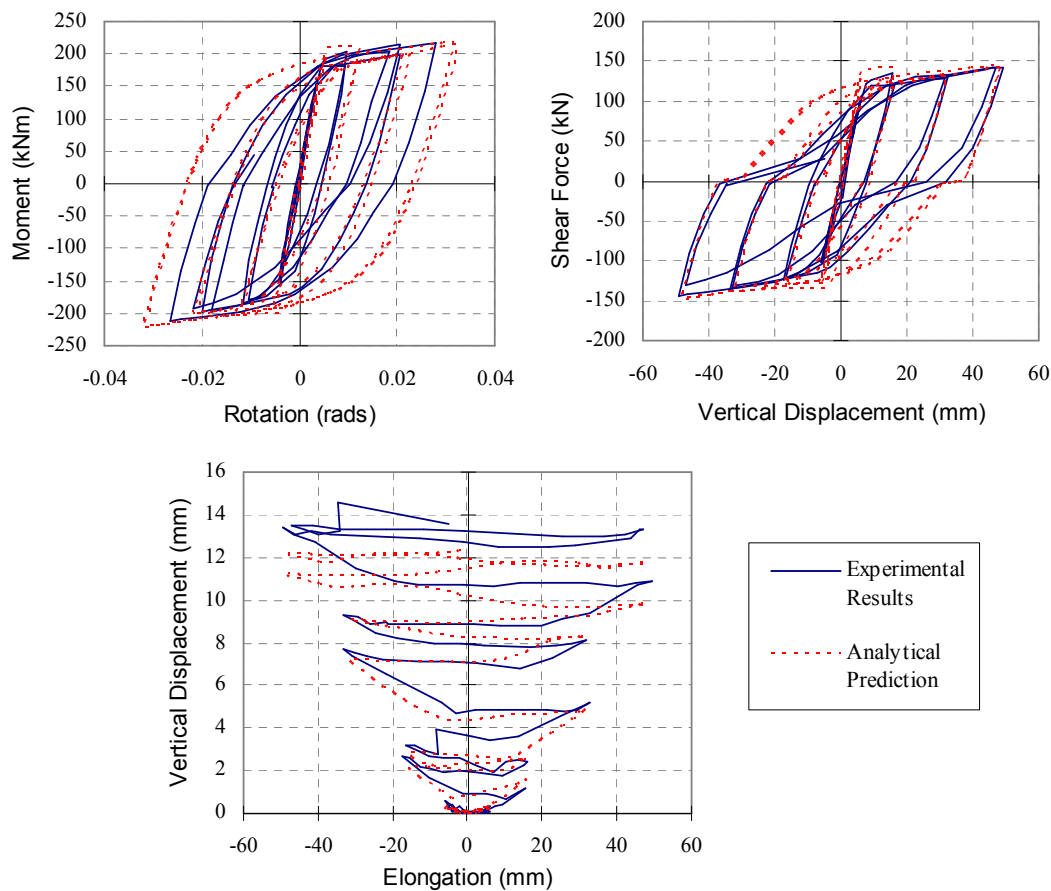 250
200
150
100
50
0
-50
-100
-150
-200
-250
Moment (kNm)
-0.04 -0.02 0 0.02 0.04
Rotation (rads)
200
150
100
50
0
-50
-100
-150
-200
Shear Force (kN)
-60 -40 -20 0 20 40 60
Vertical Displacement (mm)
16
14
12
10
8
6
4
2
0
Vertical Displacement (mm)
-60 -40 -20 0 20 40 60
Elongation (mm)
Experimental
Results
Analytical
Prediction